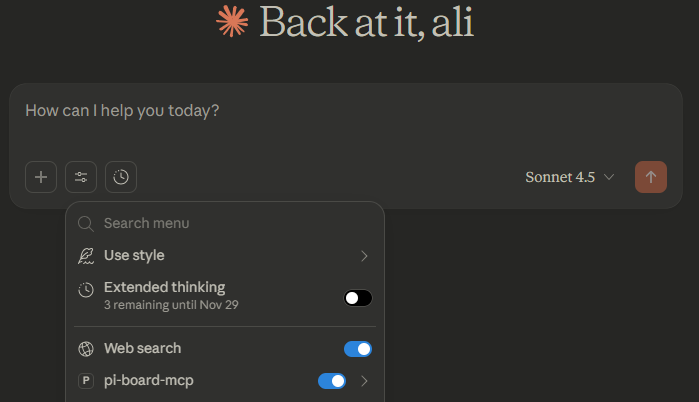 Back at it, ali
How can I help you today?
Sonnet 4.5
Search menu
Use style
Extended thinking
3 remaining until Nov 29
Web search
P pi-board-mcp